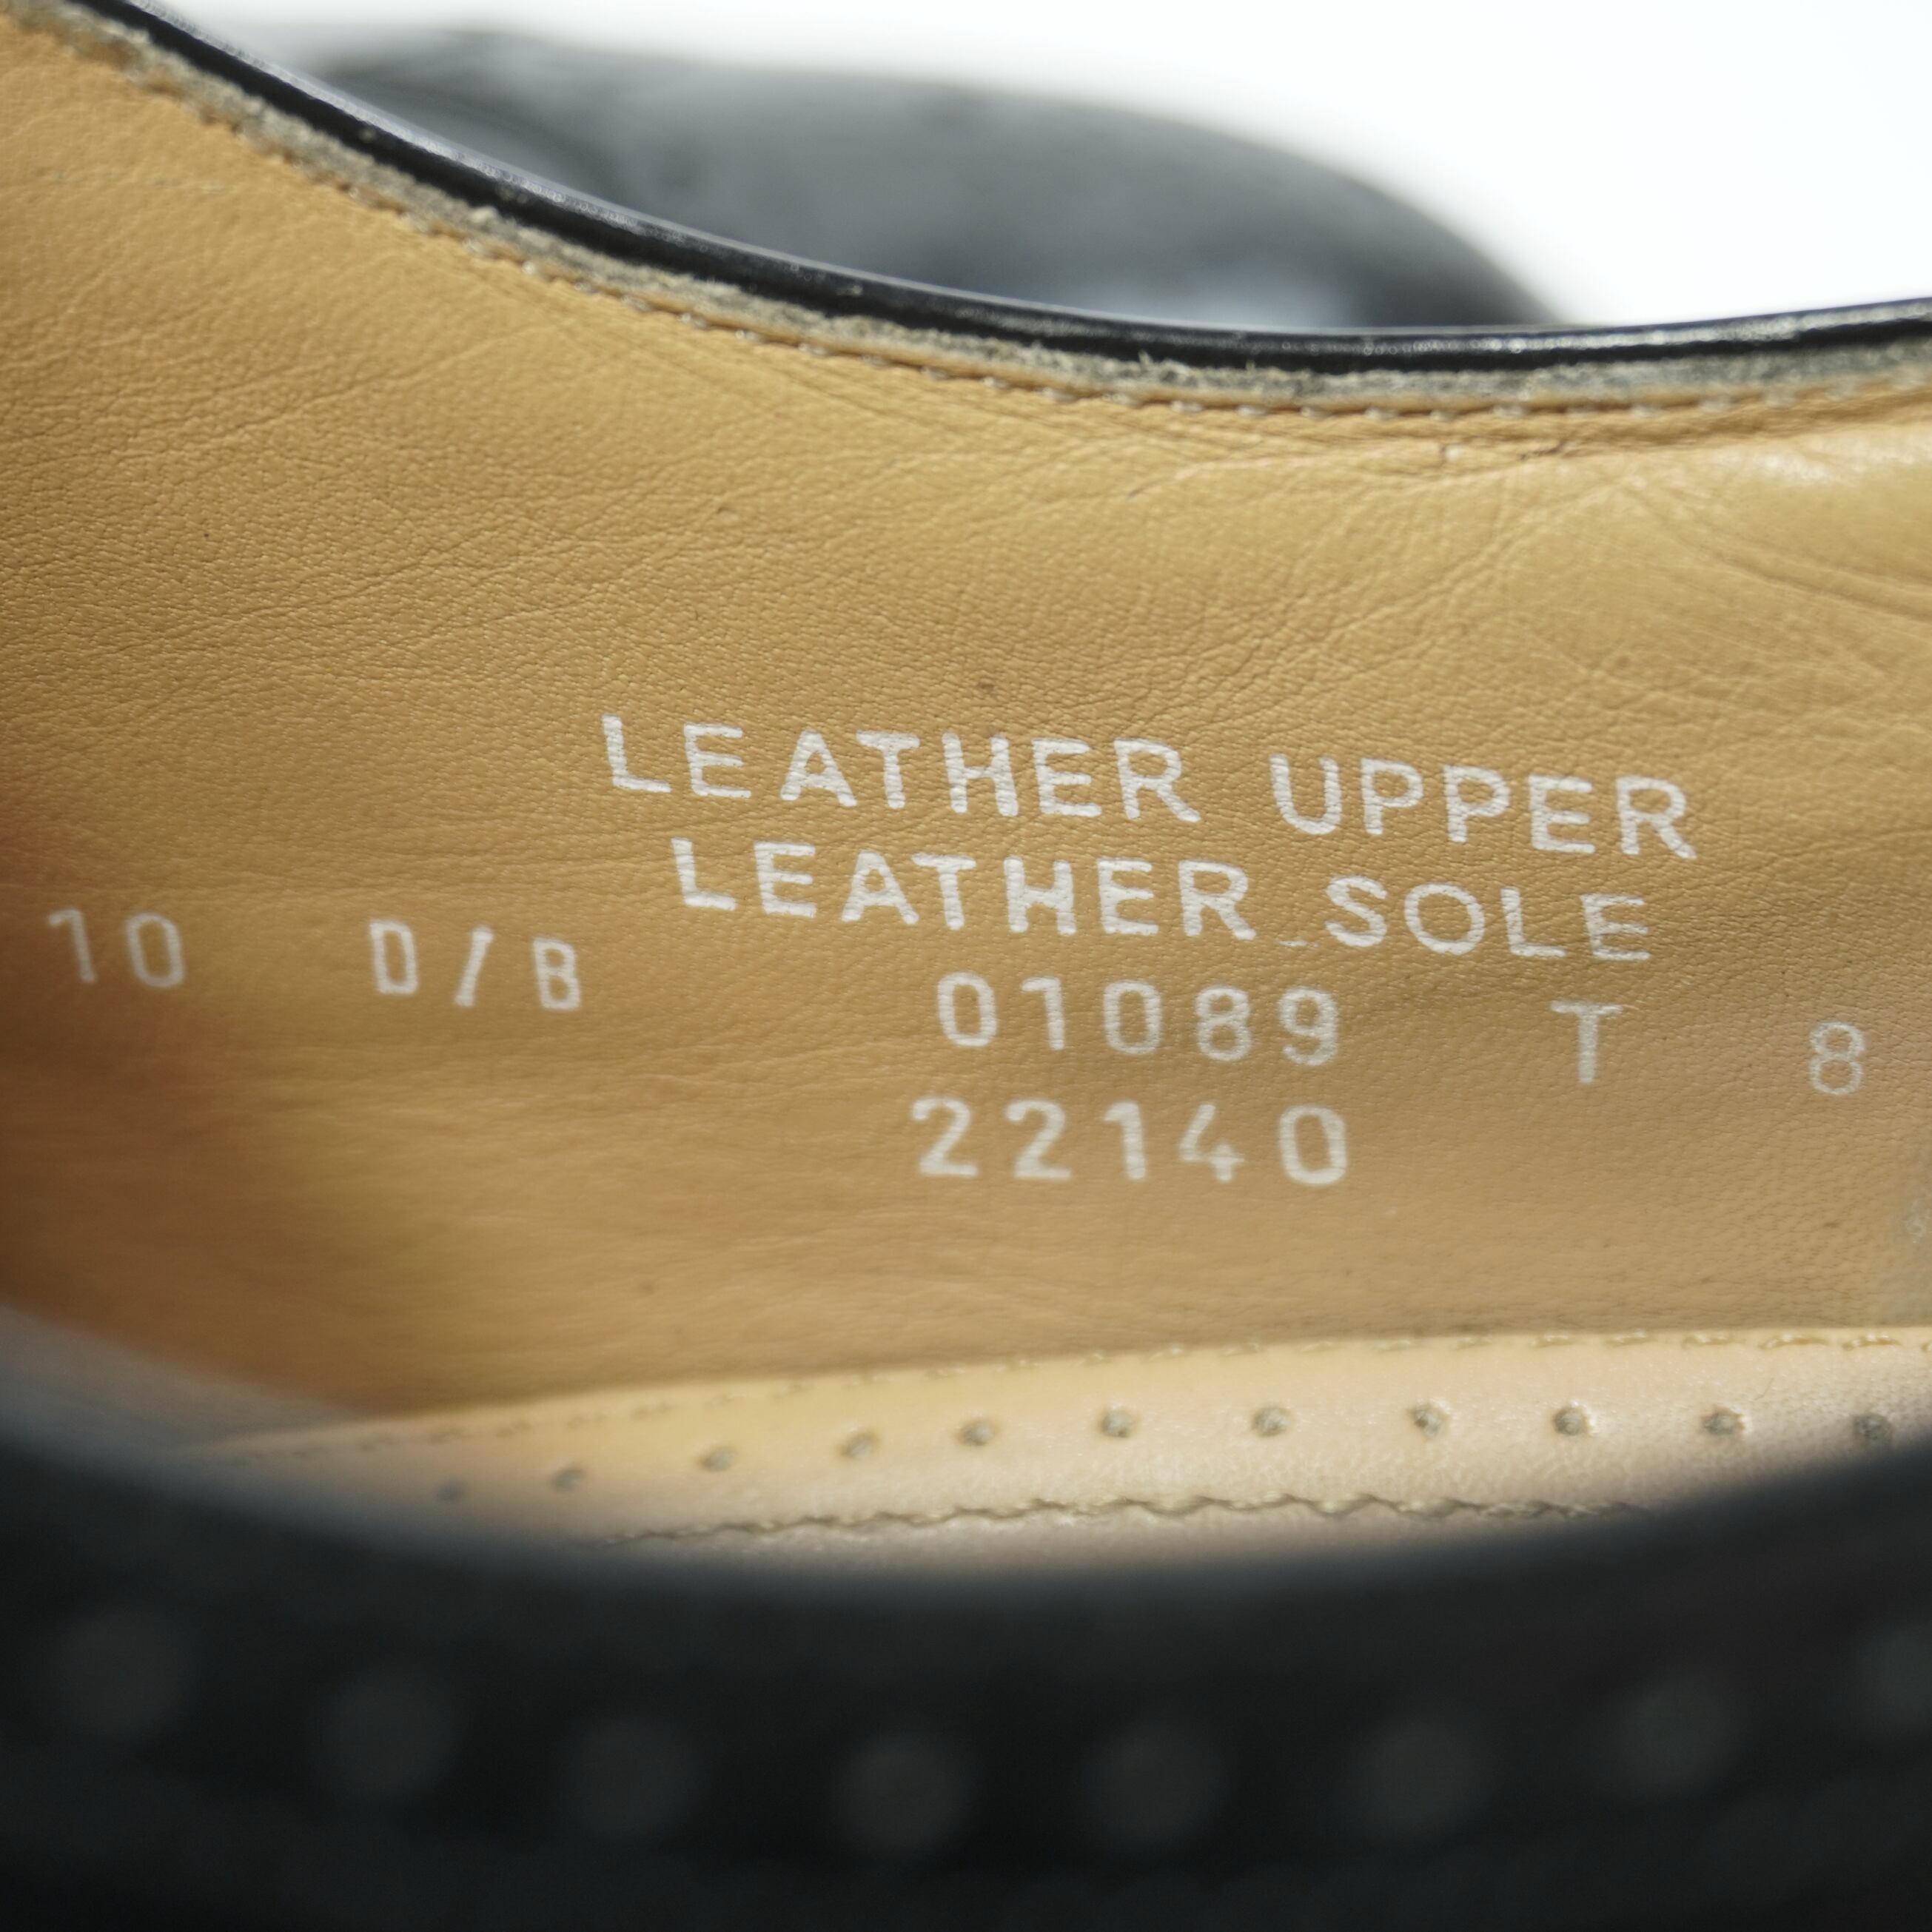 LEATHER UPPER
LEATHER SOLE
10 D/B 01089 T 8
22140